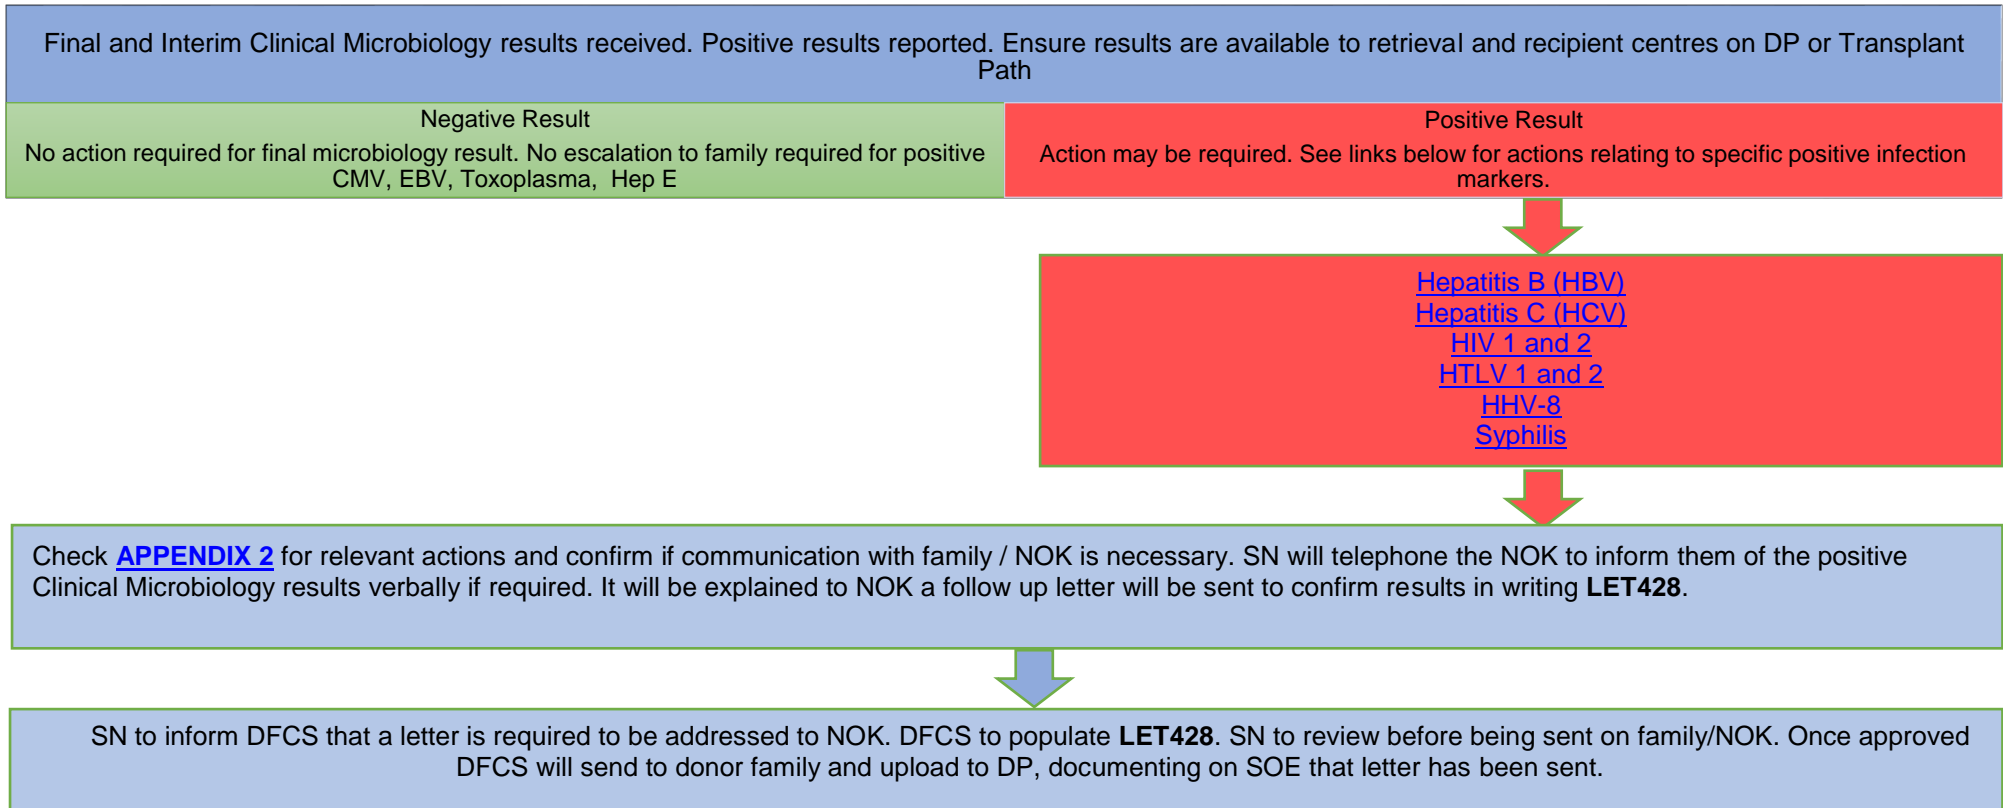 Final and Interim Clinical Microbiology results received. Positive results reported. Ensure results are available to retrieval and recipient centres on DP or Transplant
Path
Negative Result
No action required for final microbiology result. No escalation to family required for positive
CMV, EBV, Toxoplasma, Hep E
Positive Result
Action may be required. See links below for actions relating to specific positive infection
markers.
Hepatitis B (HBV)
Hepatitis C (HCV)
HIV 1 and 2
HTLV 1 and 2
HHV-8
Syphilis
Check APPENDIX 2 for relevant actions and confirm if communication with family / NOK is necessary. SN will telephone the NOK to inform them of the positive
Clinical Microbiology results verbally if required. It will be explained to NOK a follow up letter will be sent to confirm results in writing LET428.
SN to inform DFCS that a letter is required to be addressed to NOK. DFCS to populate LET428. SN to review before being sent on family/NOK. Once approved
DFCS will send to donor family and upload to DP, documenting on SOE that letter has been sent.